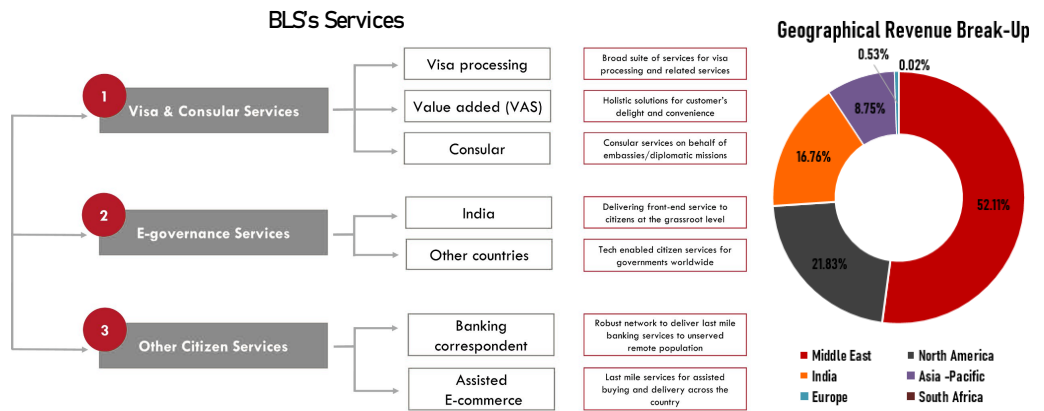 BLS's Services
1
Visa & Consular Services
Visa processing
Broad suite of services for visa
processing and related services
Value added (VAS)
Holistic solutions for customer's
delight and convenience
Consular
Consular services on behalf of
embassies/diplomatic missions
2
E-governance Services
India
Delivering front-end service to
citizens at the grassroot level
Other countries
Tech enabled citizen services for
governments worldwide
3
Other Citizen Services
Banking
correspondent
Robust network to deliver last mile
banking services to unserved
remote population
Assisted
E-commerce
Last mile services for assisted
buying and delivery across the
country
Geographical Revenue Break-Up
0.53%
0.02%
8.75%
16.76%
52.11%
21.83%
Middle East
North America
India
Asia -Pacific
Europe
South Africa